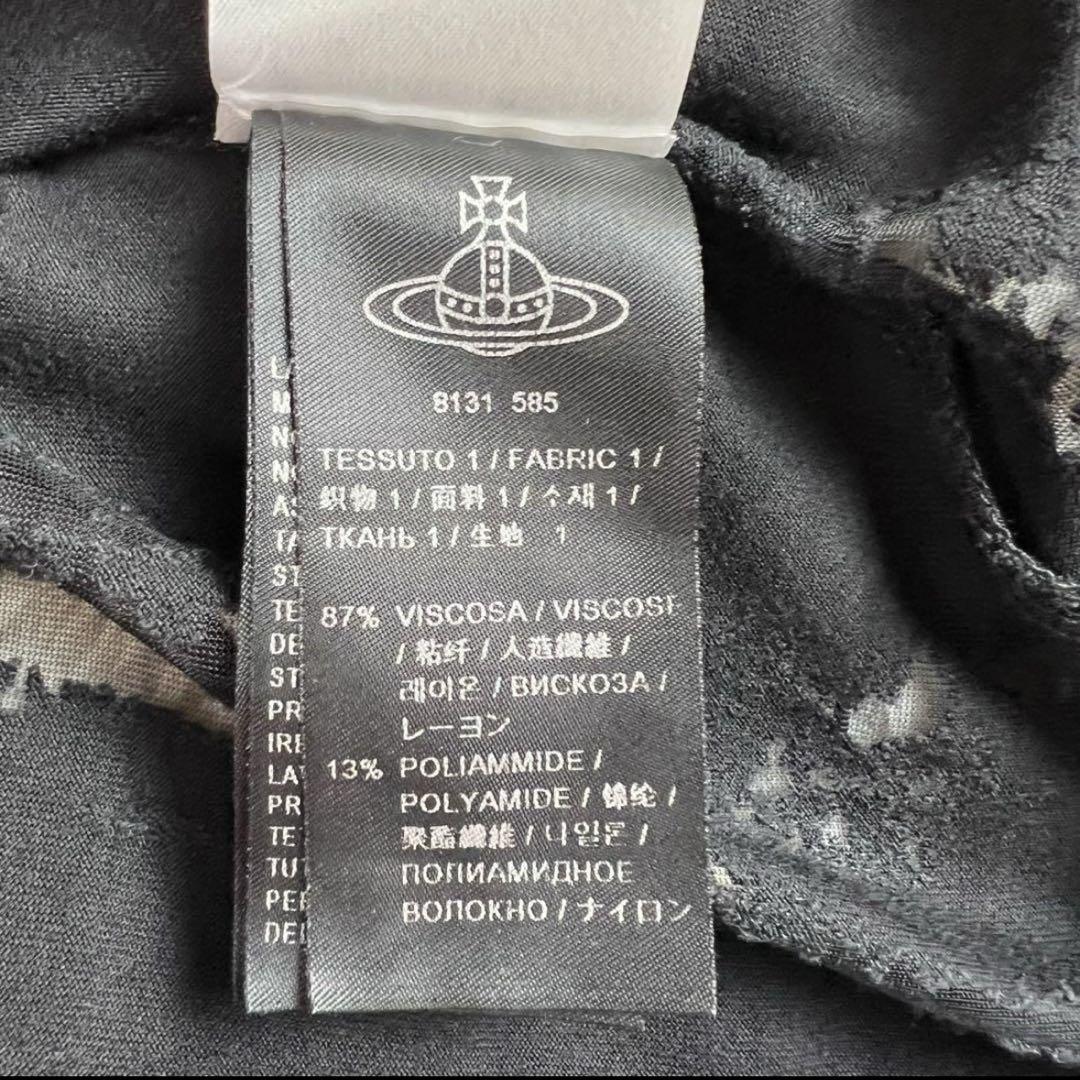 8131 585
TESSUTO 1 / FABRIC 1 /
织物 1 / 面料 1 / 소재 1 /
ТКАНЬ 1 / 生地 1
87% VISCOSA / VISCOSE
/ 粘纤 / 人造纖維 /
레이온 / ВИСКОЗА /
レーヨン
13% POLIAMMIDE /
POLYAMIDE / 锦纶 /
聚酯纖維 / 나일론 /
ПОПИАМИДНОЕ
ВОЛОКНО / ナイロン